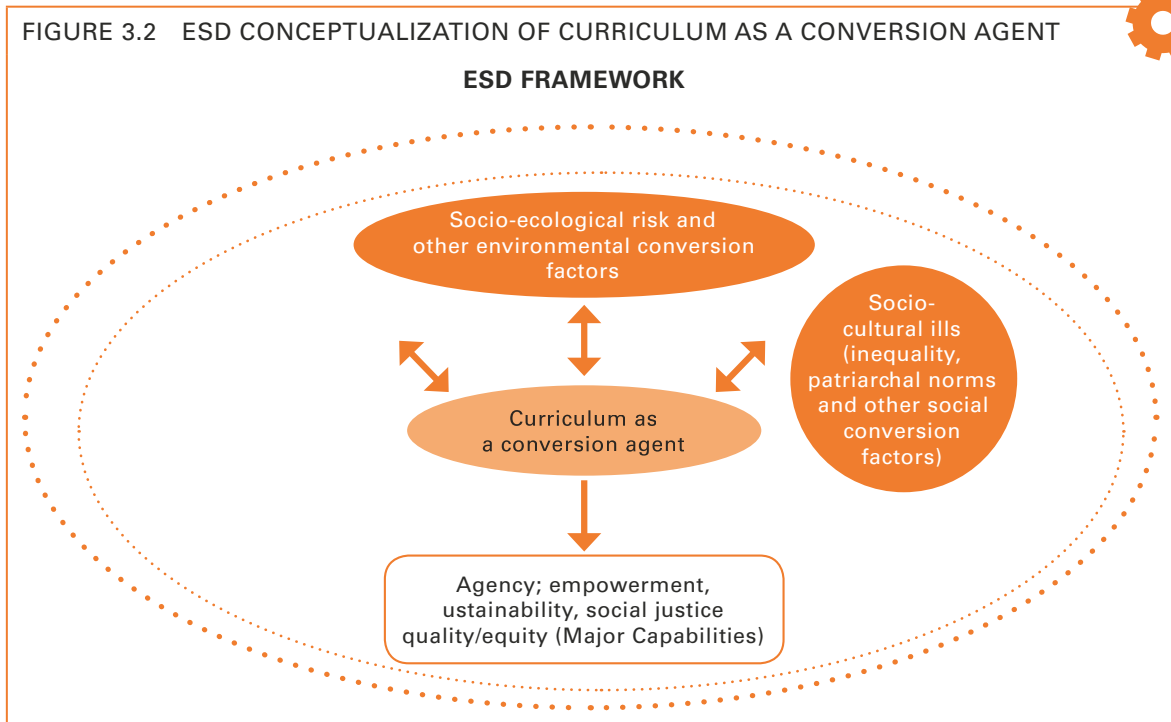 FIGURE 3.2 ESD CONCEPTUALIZATION OF CURRICULUM AS A CONVERSION AGENT
ESD FRAMEWORK
Socio-ecological risk and
other environmental conversion
factors
Socio-
cultural ills
(inequality,
patriarchal norms
and other social
conversion
factors)
Curriculum as
a conversion agent
Agency; empowerment,
ustainability, social justice
quality/equity (Major Capabilities)